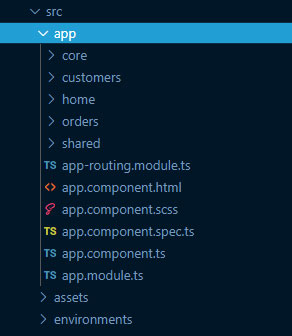 src
app
core
customers
home
orders
shared
TS app-routing.module.ts
<> app.component.html
app.component.scss
TS app.component.spec.ts
TS app.component.ts
TS app.module.ts
assets
environments